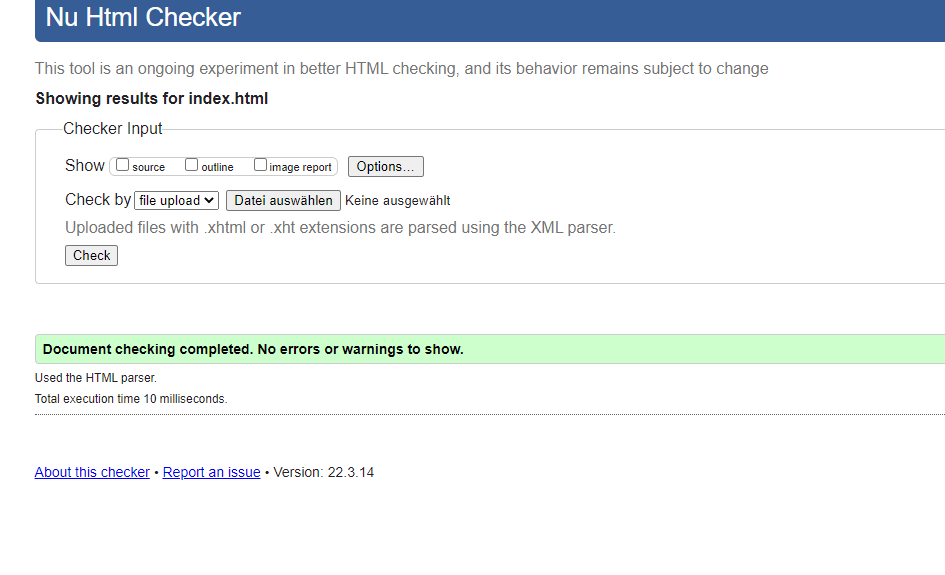 Nu Html Checker
This tool is an ongoing experiment in better HTML checking, and its behavior remains subject to change
Showing results for index.html
Checker Input
Show source outline image report Options...
Check by file upload Datei auswählen Keine ausgewählt
Uploaded files with .xhtml or .xht extensions are parsed using the XML parser.
Check
Document checking completed. No errors or warnings to show.
Used the HTML parser.
Total execution time 10 milliseconds.
About this checker • Report an issue • Version: 22.3.14